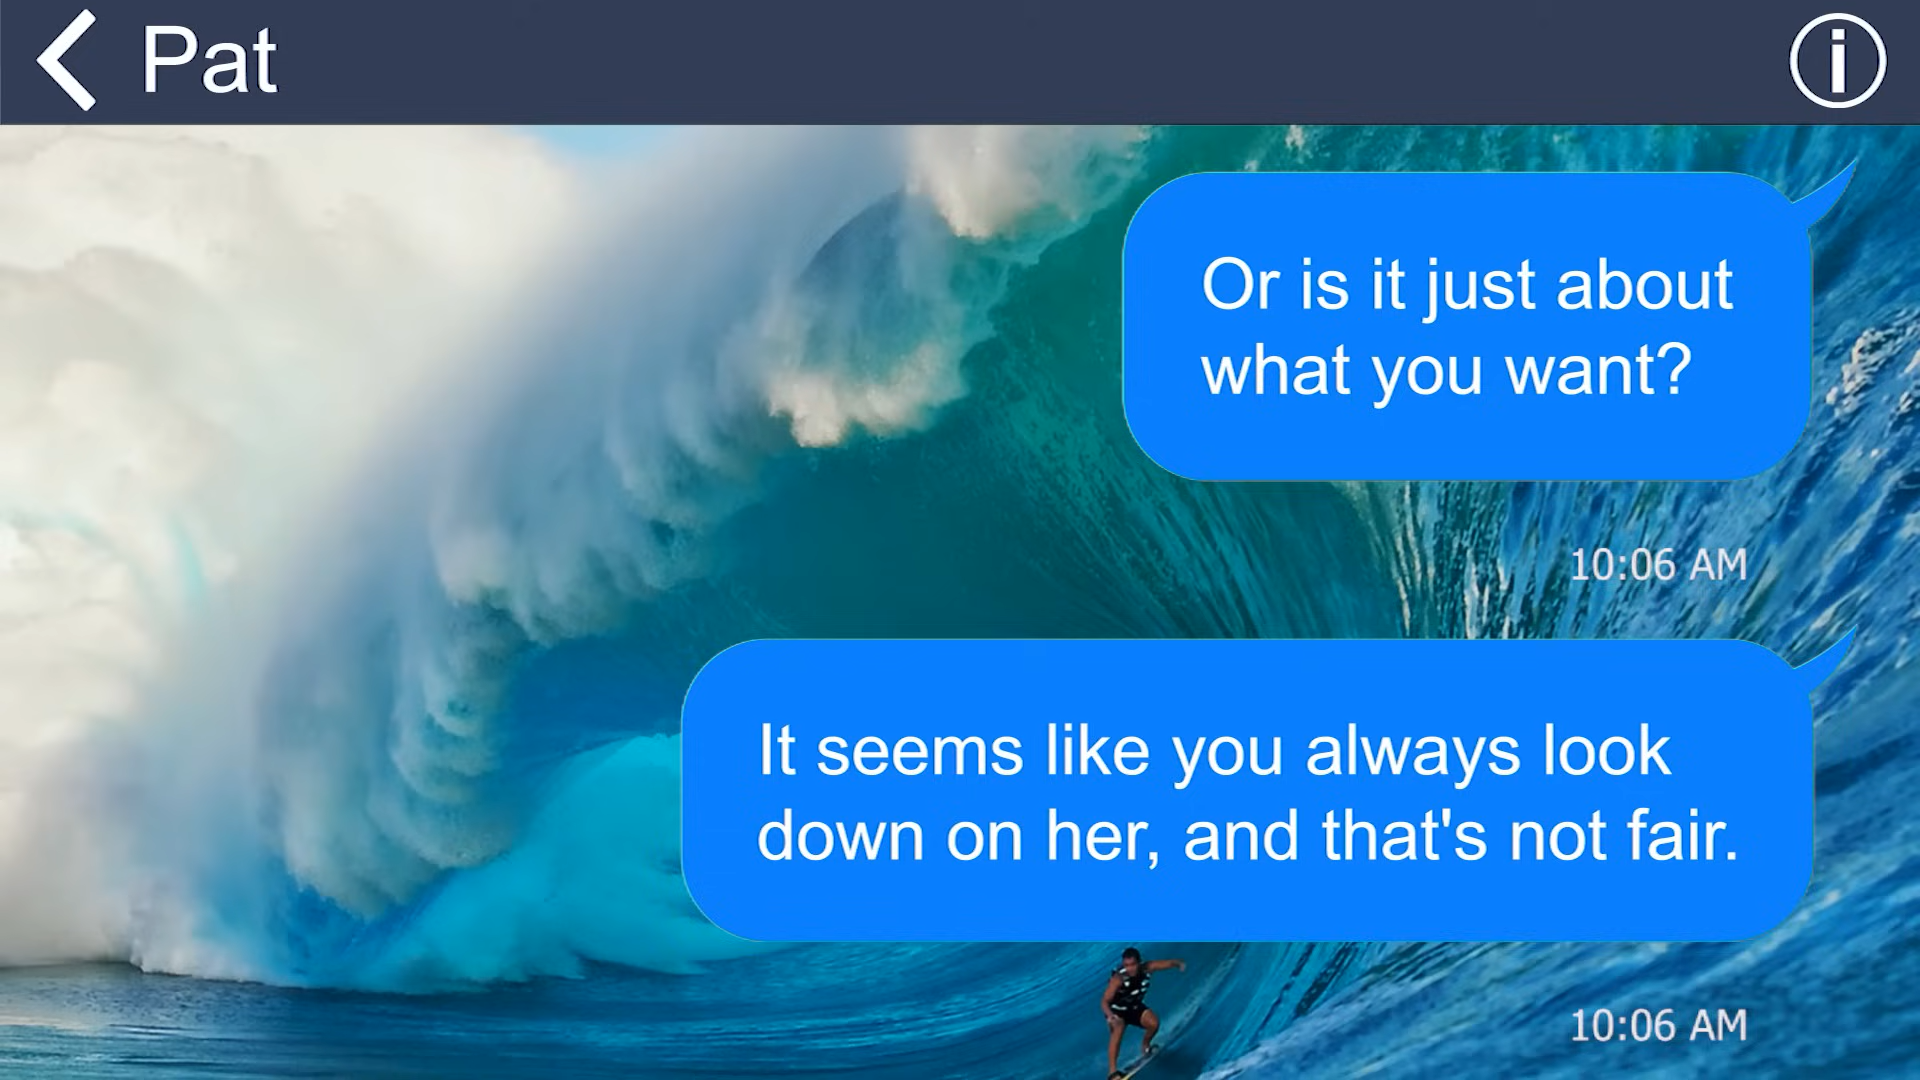 Pat
Or is it just about
what you want?
10:06 AM
It seems like you always look
down on her, and that's not fair.
10:06 AM